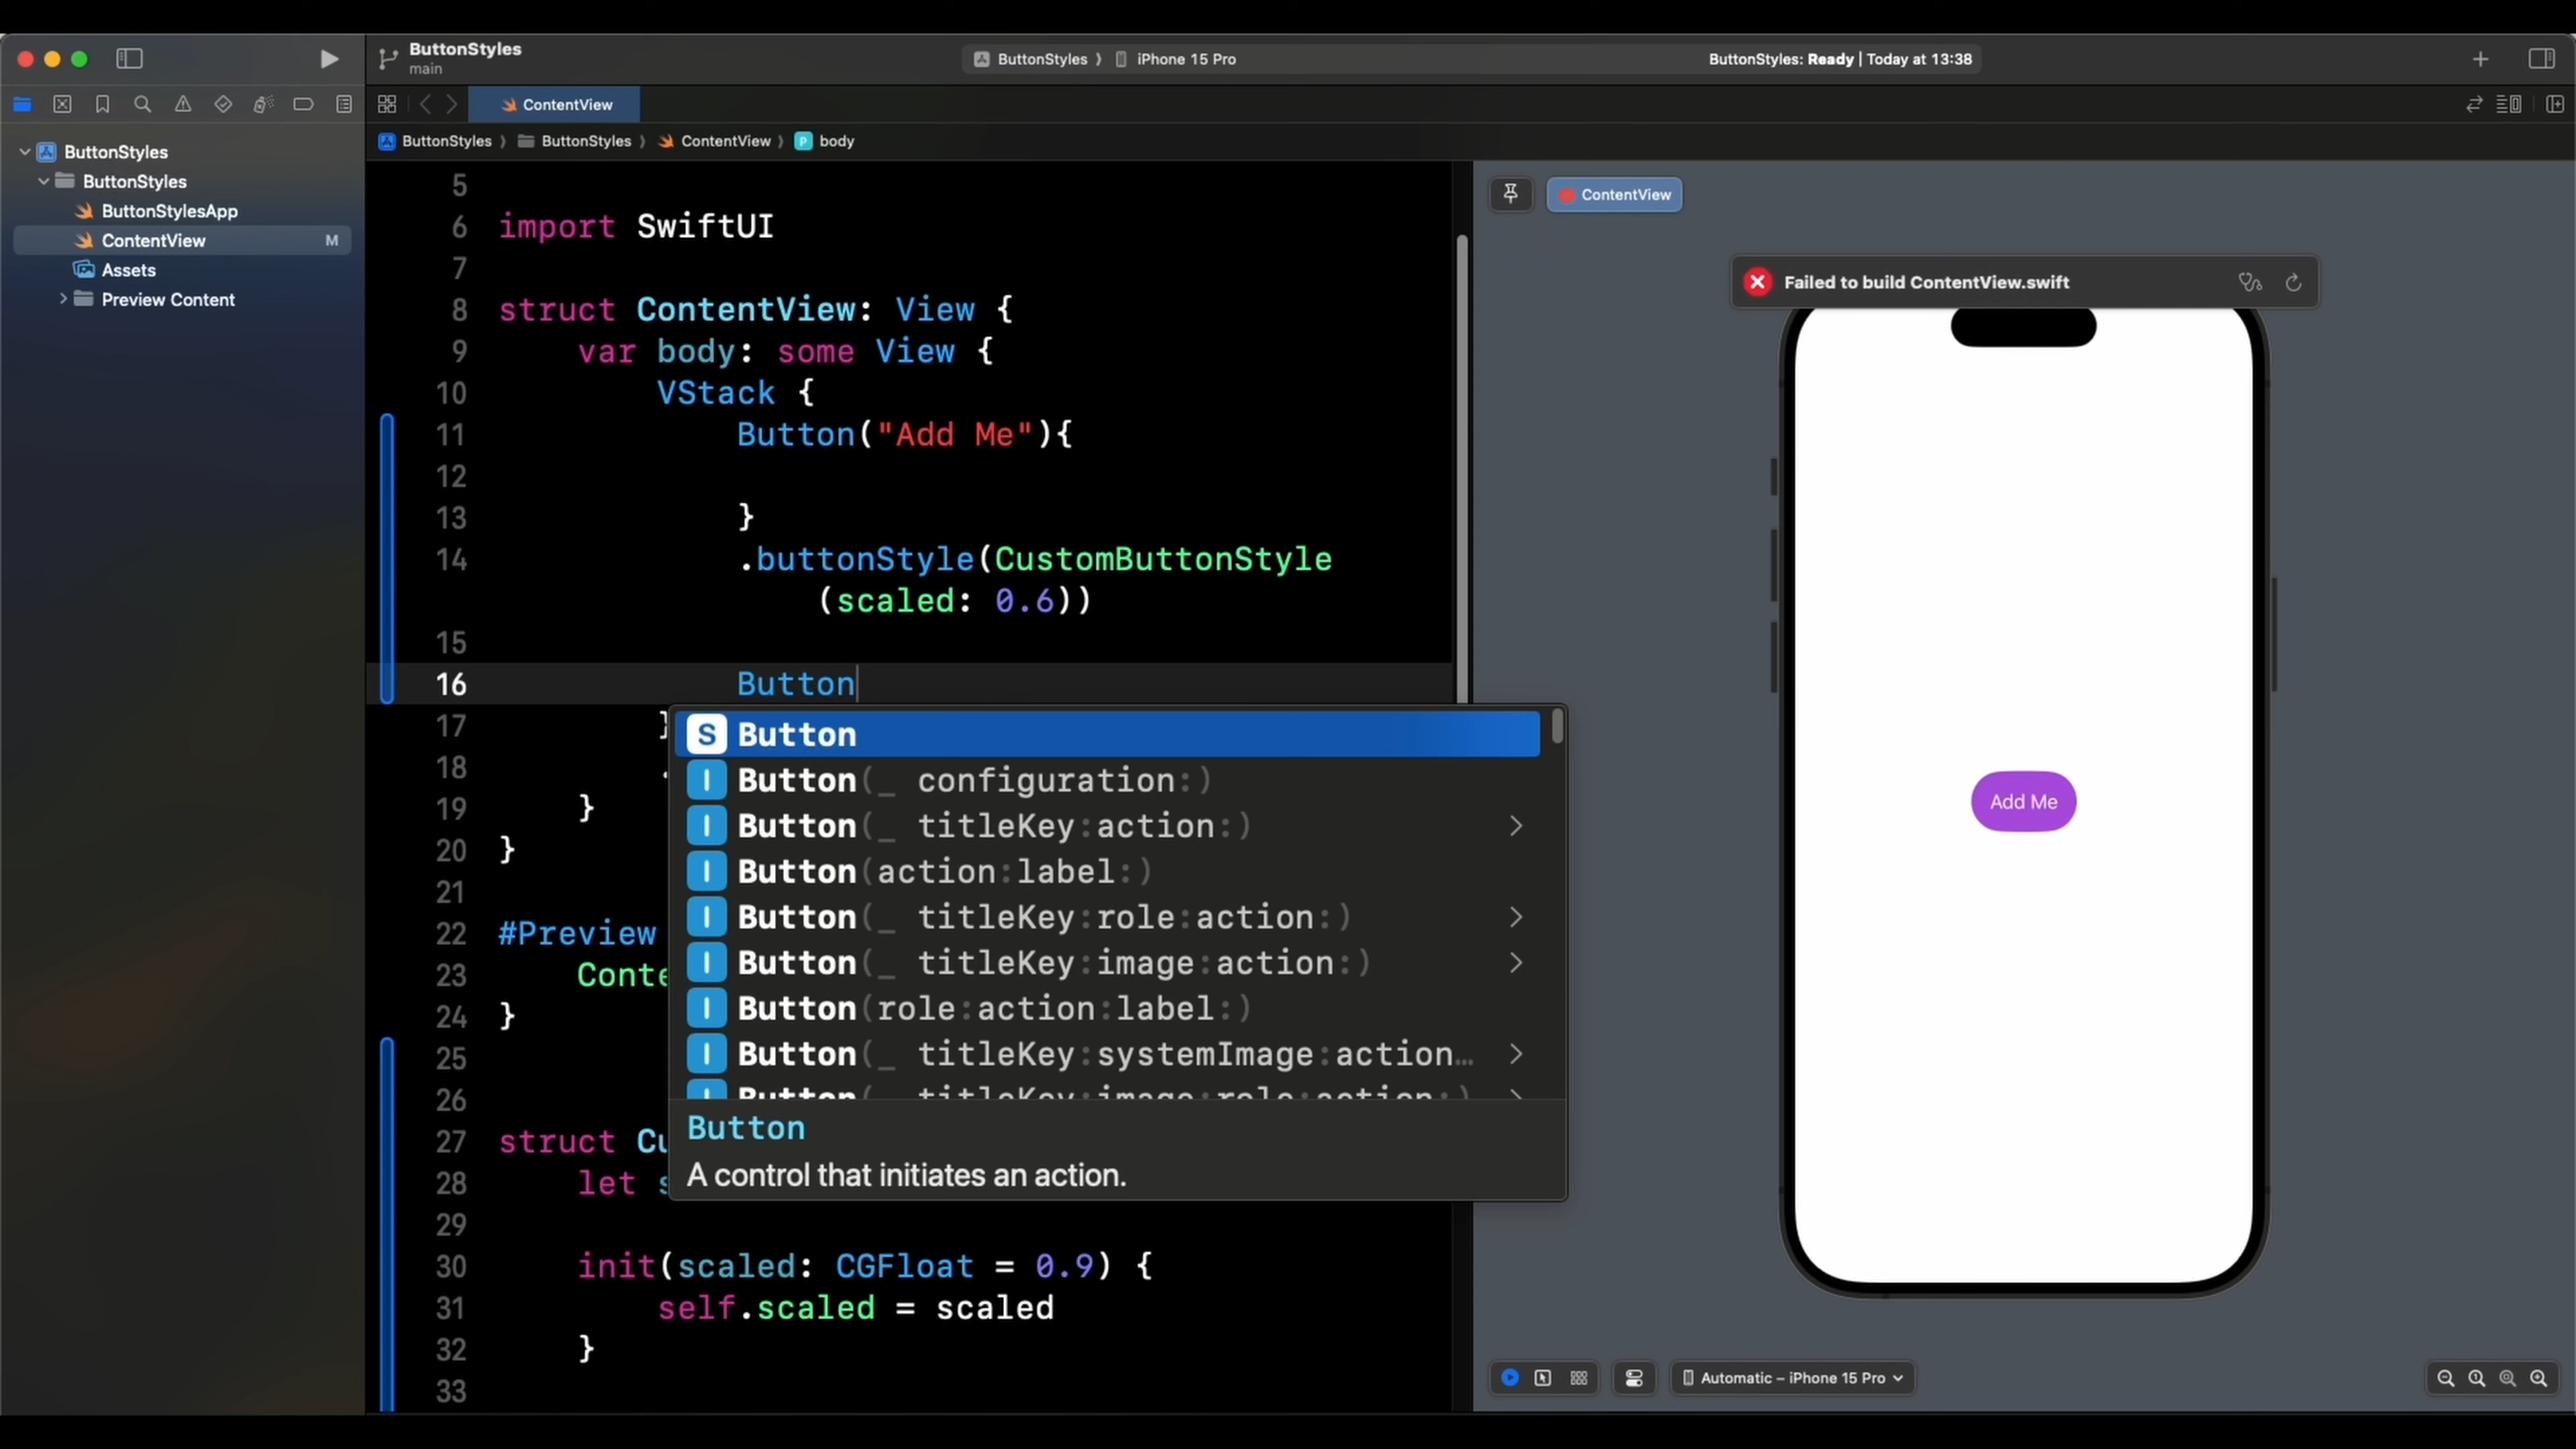 ButtonStyles
main
ButtonStyles
iPhone 15 Pro
ButtonStyles: Ready | Today at 13:38
ContentView
ButtonStyles
ButtonStyles
ContentView
body
ButtonStyles
ButtonStyles
ButtonStylesApp
ContentView M
Assets
Preview Content
5
6 import SwiftUI
7
8 struct ContentView: View {
9 var body: some View {
10 VStack {
11 Button("Add Me"){
12
13 }
14 .buttonStyle(CustomButtonStyle
(scaled: 0.6))
15
16 Button
17 }
18 .
19 }
20 }
21
22 #Preview
23 Conte
24 }
25
26
27 struct Cu
28 let s
29
30 init(scaled: CGFloat = 0.9) {
31 self.scaled = scaled
32 }
33
S Button
I Button(_ configuration:)
I Button(_ titleKey:action:)
I Button(action:label:)
I Button(_ titleKey:role:action:)
I Button(_ titleKey:image:action:)
I Button(role:action:label:)
I Button(_ titleKey:systemImage:action…
I Button(_ titleKey:image:role:action:)
Button
A control that initiates an action.
ContentView
Failed to build ContentView.swift
Add Me
Automatic – iPhone 15 Pro